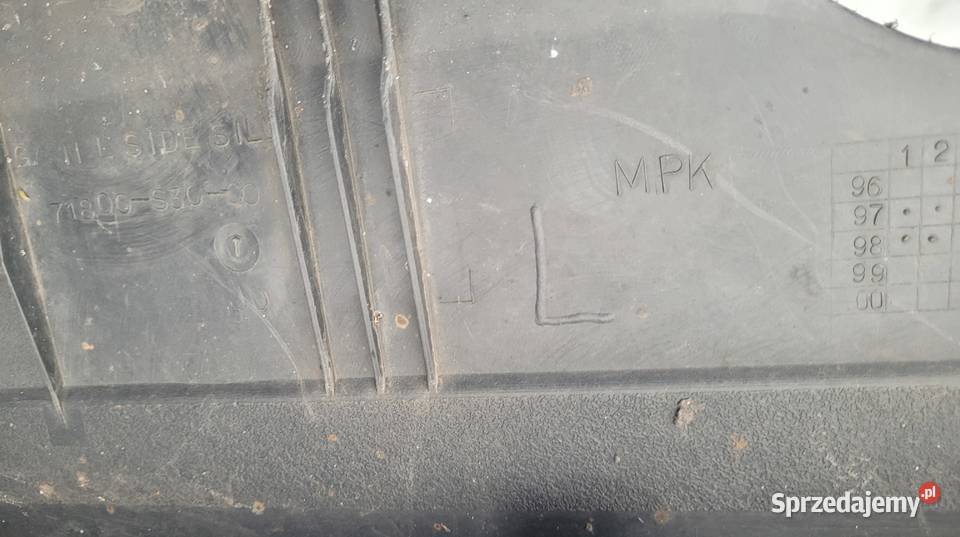 SIDE SIL
71800-S30-00
MPK
L
1 2
96
97
98
99
00
Sprzedajemy.pl